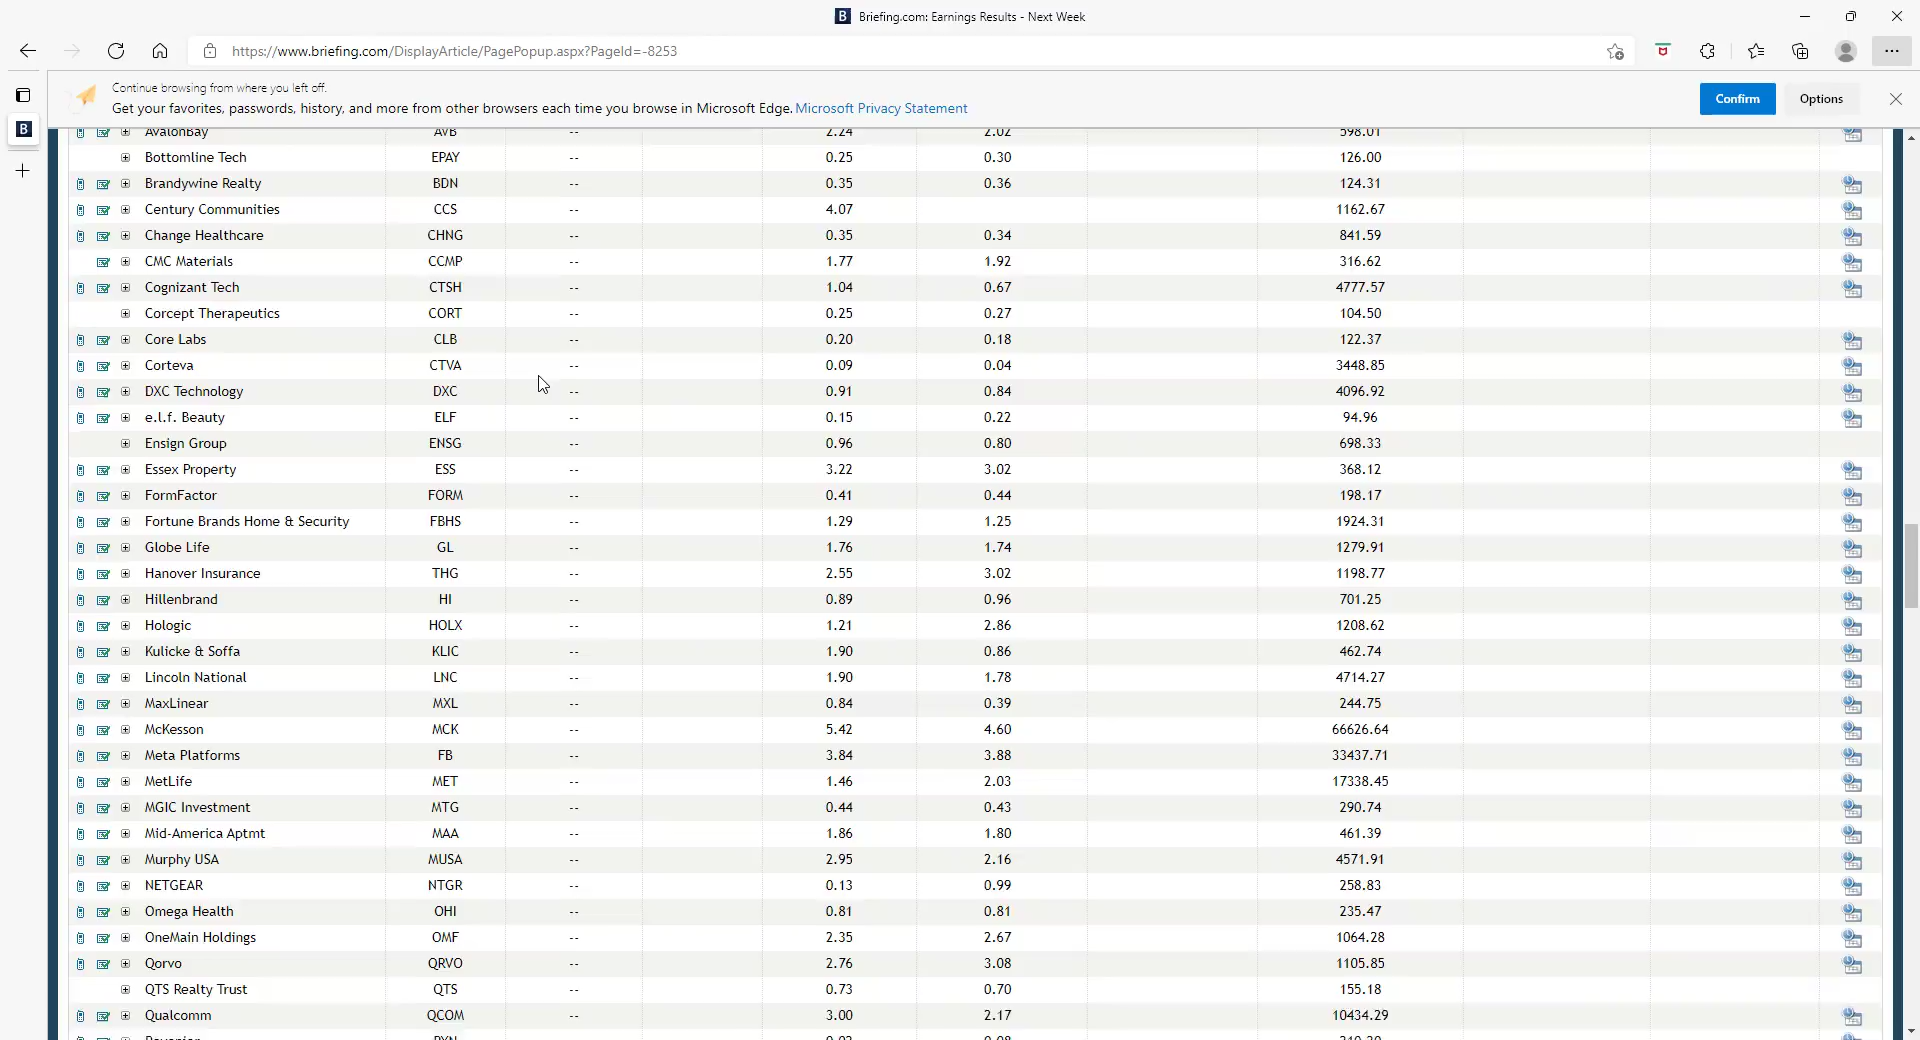 Briefing.com: Earnings Results - Next Week
https://www.briefing.com/DisplayArticle/PagePopup.aspx?PageId=-8253
Continue browsing from where you left off.
Get your favorites, passwords, history, and more from other browsers each time you browse in Microsoft Edge. Microsoft Privacy Statement
Confirm
Options
B
AvalonBay AVB -- 2.24 2.02 598.01
Bottomline Tech EPAY -- 0.25 0.30 126.00
Brandywine Realty BDN -- 0.35 0.36 124.31
Century Communities CCS -- 4.07 1162.67
Change Healthcare CHNG -- 0.35 0.34 841.59
CMC Materials CCMP -- 1.77 1.92 316.62
Cognizant Tech CTSH -- 1.04 0.67 4777.57
Corcept Therapeutics CORT -- 0.25 0.27 104.50
Core Labs CLB -- 0.20 0.18 122.37
Corteva CTVA -- 0.09 0.04 3448.85
DXC Technology DXC -- 0.91 0.84 4096.92
e.l.f. Beauty ELF -- 0.15 0.22 94.96
Ensign Group ENSG -- 0.96 0.80 698.33
Essex Property ESS -- 3.22 3.02 368.12
FormFactor FORM -- 0.41 0.44 198.17
Fortune Brands Home & Security FBHS -- 1.29 1.25 1924.31
Globe Life GL -- 1.76 1.74 1279.91
Hanover Insurance THG -- 2.55 3.02 1198.77
Hillenbrand HI -- 0.89 0.96 701.25
Hologic HOLX -- 1.21 2.86 1208.62
Kulicke & Soffa KLIC -- 1.90 0.86 462.74
Lincoln National LNC -- 1.90 1.78 4714.27
MaxLinear MXL -- 0.84 0.39 244.75
McKesson MCK -- 5.42 4.60 66626.64
Meta Platforms FB -- 3.84 3.88 33437.71
MetLife MET -- 1.46 2.03 17338.45
MGIC Investment MTG -- 0.44 0.43 290.74
Mid-America Aptmt MAA -- 1.86 1.80 461.39
Murphy USA MUSA -- 2.95 2.16 4571.91
NETGEAR NTGR -- 0.13 0.99 258.83
Omega Health OHI -- 0.81 0.81 235.47
OneMain Holdings OMF -- 2.35 2.67 1064.28
Qorvo QRVO -- 2.76 3.08 1105.85
QTS Realty Trust QTS -- 0.73 0.70 155.18
Qualcomm QCOM -- 3.00 2.17 10434.29